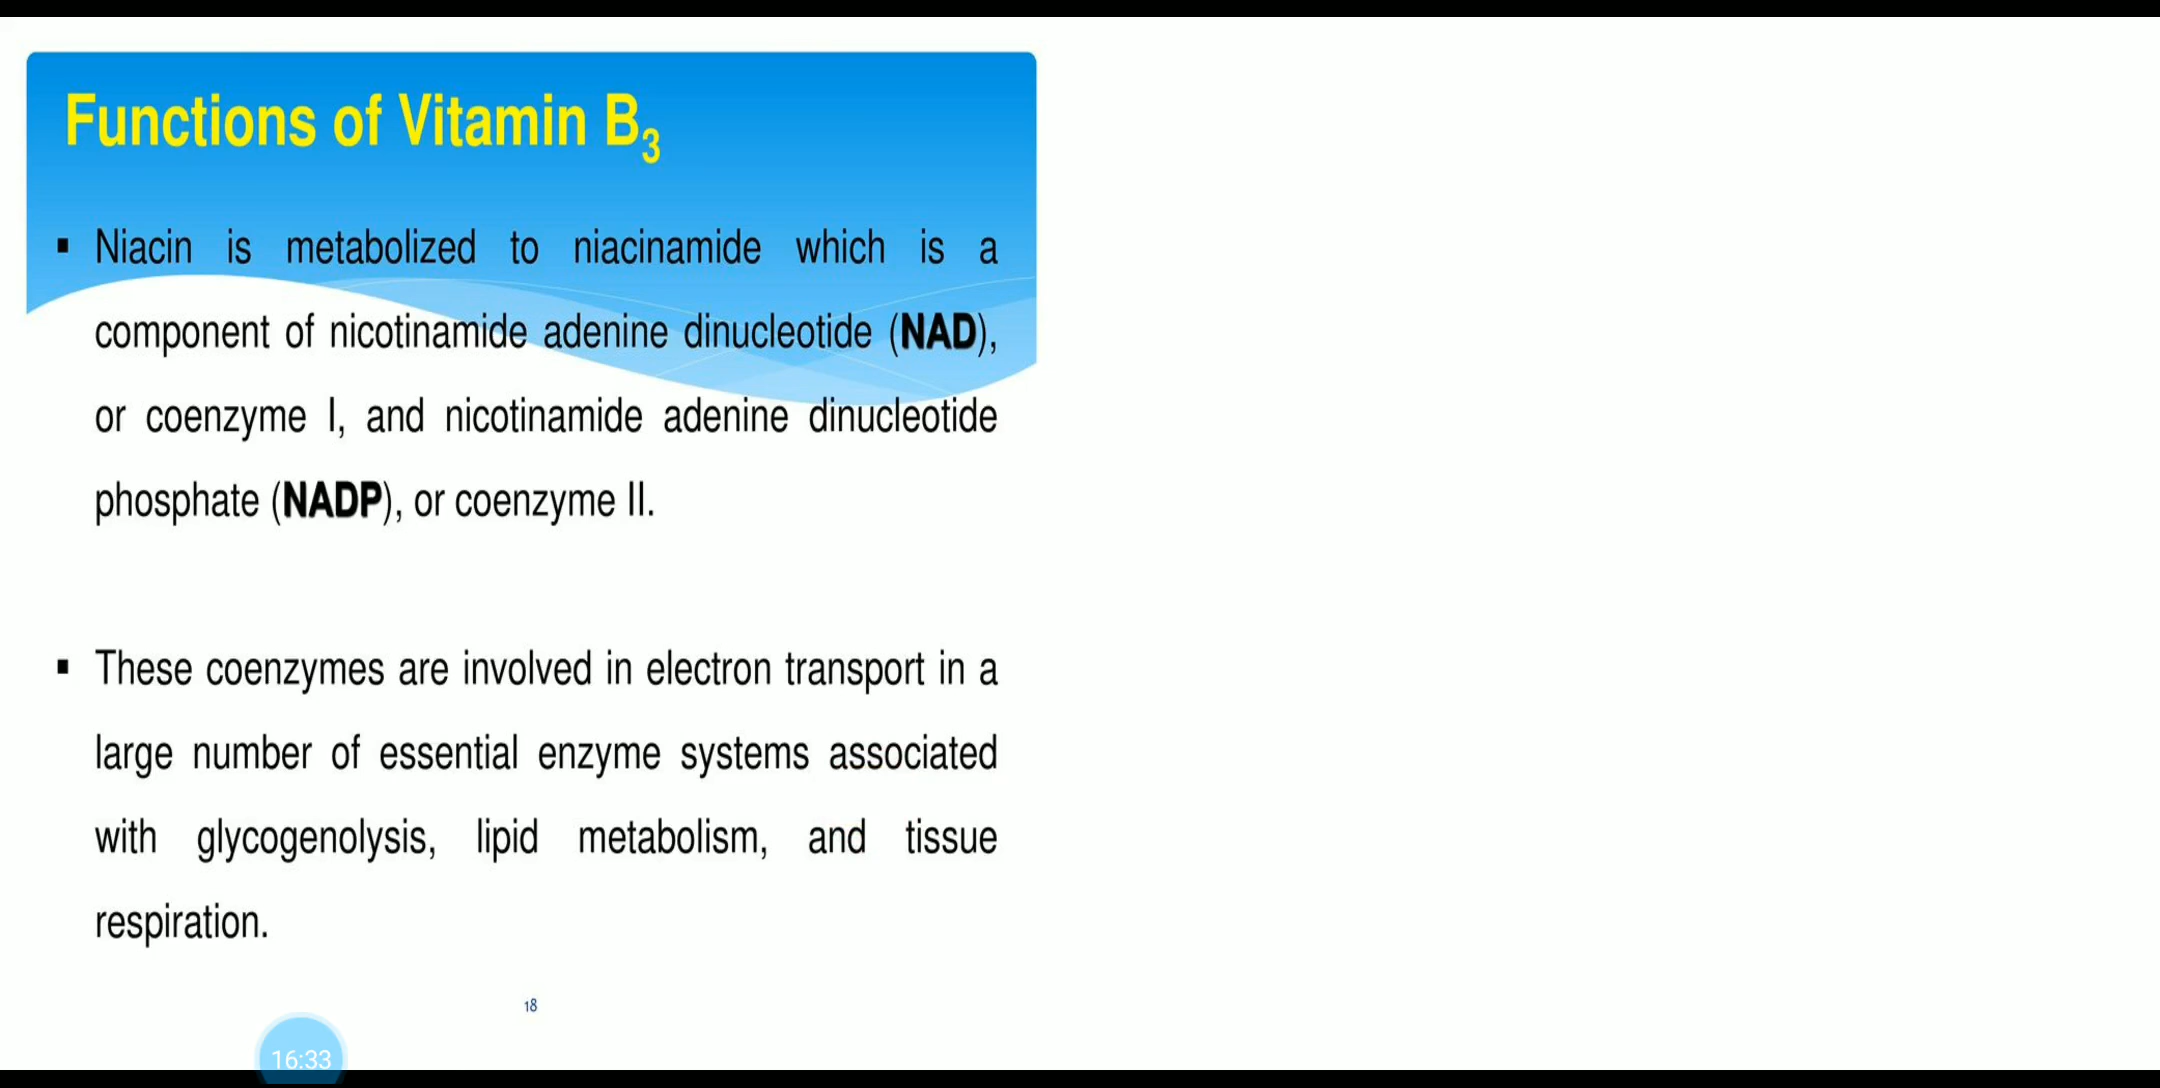 Functions of Vitamin B₃
▪ Niacin is metabolized to niacinamide which is a
component of nicotinamide adenine dinucleotide (NAD),
or coenzyme I, and nicotinamide adenine dinucleotide
phosphate (NADP), or coenzyme II.
▪ These coenzymes are involved in electron transport in a
large number of essential enzyme systems associated
with glycogenolysis, lipid metabolism, and tissue
respiration.
18
16:33